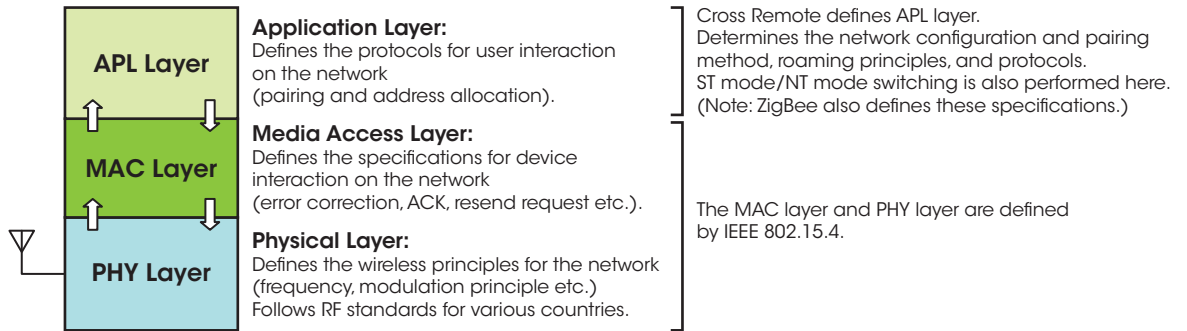 APL Layer
Application Layer:
Defines the protocols for user interaction
on the network
(pairing and address allocation).
Cross Remote defines APL layer.
Determines the network configuration and pairing
method, roaming principles, and protocols.
ST mode/NT mode switching is also performed here.
(Note: ZigBee also defines these specifications.)
MAC Layer
Media Access Layer:
Defines the specifications for device
interaction on the network
(error correction, ACK, resend request etc.).
PHY Layer
Physical Layer:
Defines the wireless principles for the network
(frequency, modulation principle etc.)
Follows RF standards for various countries.
The MAC layer and PHY layer are defined
by IEEE 802.15.4.